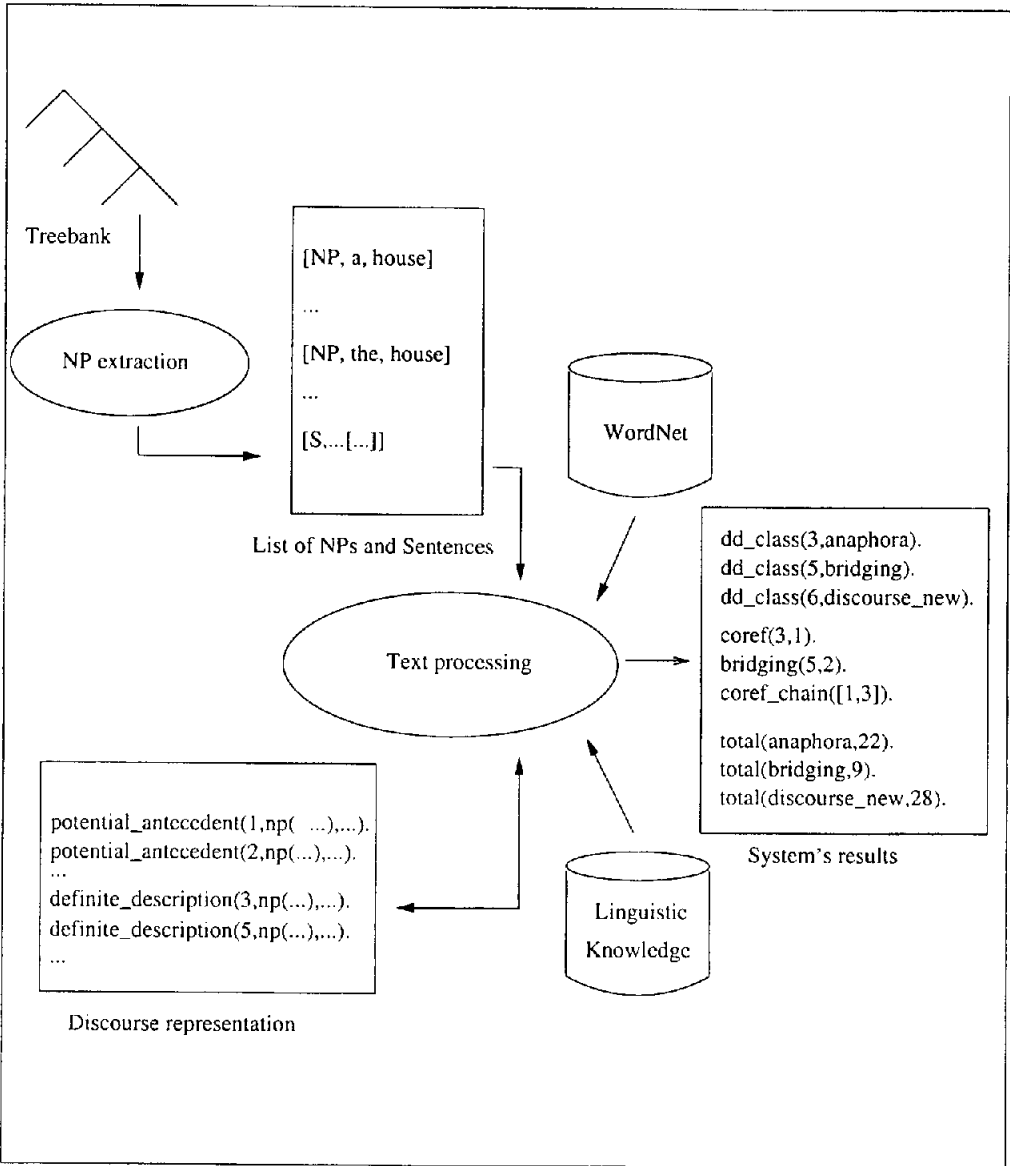 Treebank
NP extraction
[NP, a, house]
...
[NP, the, house]
...
[S,...[...]]
List of NPs and Sentences
WordNet
Text processing
dd_class(3,anaphora).
dd_class(5,bridging).
dd_class(6,discourse_new).
coref(3,1).
bridging(5,2).
coref_chain([1,3]).
total(anaphora,22).
total(bridging,9).
total(discourse_new,28).
System's results
potential_antecedent(1,np( ...),...).
potential_antecedent(2,np(...),...).
...
definite_description(3,np(...),...).
definite_description(5,np(...),...).
...
Discourse representation
Linguistic
Knowledge